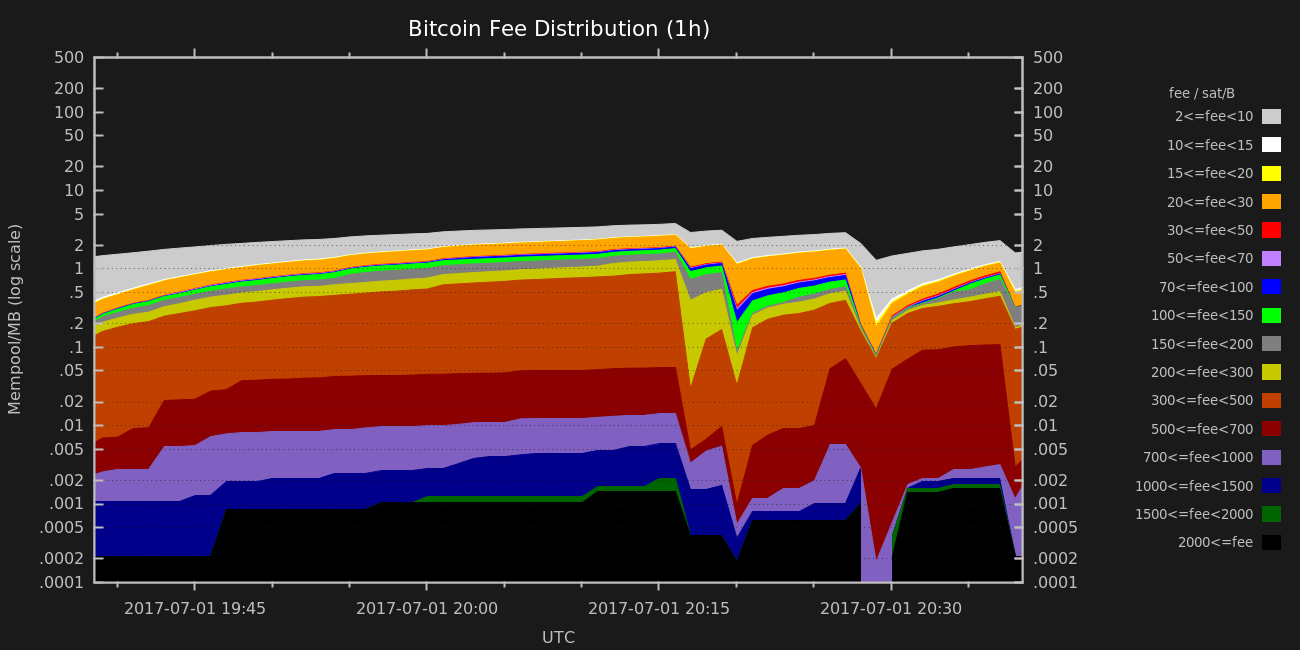 Bitcoin Fee Distribution (1h)
Mempool/MB (log scale)
500
200
100
50
20
10
5
2
1
.5
.2
.1
.05
.02
.01
.005
.002
.001
.0005
.0002
.0001
500
200
100
50
20
10
5
2
1
.5
.2
.1
.05
.02
.01
.005
.002
.001
.0005
.0002
.0001
fee / sat/B
2<=fee<10
10<=fee<15
15<=fee<20
20<=fee<30
30<=fee<50
50<=fee<70
70<=fee<100
100<=fee<150
150<=fee<200
200<=fee<300
300<=fee<500
500<=fee<700
700<=fee<1000
1000<=fee<1500
1500<=fee<2000
2000<=fee
2017-07-01 19:45 2017-07-01 20:00 2017-07-01 20:15 2017-07-01 20:30
UTC